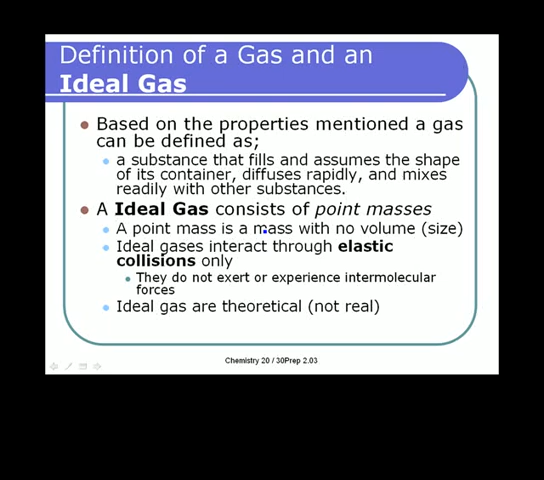 Definition of a Gas and an
Ideal Gas
Based on the properties mentioned a gas
can be defined as;
a substance that fills and assumes the shape
of its container, diffuses rapidly, and mixes
readily with other substances.
A Ideal Gas consists of point masses
A point mass is a mass with no volume (size)
Ideal gases interact through elastic
collisions only
They do not exert or experience intermolecular
forces
Ideal gas are theoretical (not real)
Chemistry 20 / 30Prep 2.03